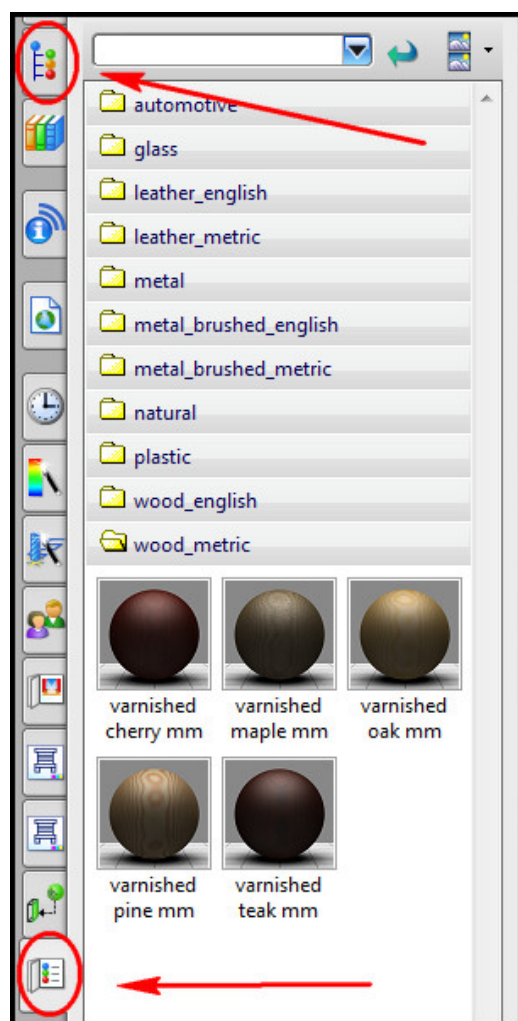 automotive
glass
leather_english
leather_metric
metal
metal_brushed_english
metal_brushed_metric
natural
plastic
wood_english
wood_metric
varnished cherry mm
varnished maple mm
varnished oak mm
varnished pine mm
varnished teak mm